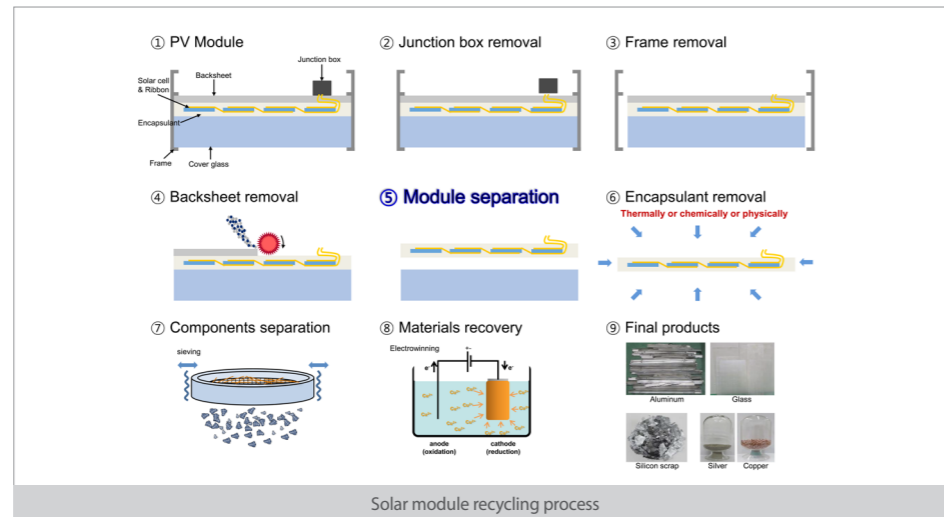 ① PV Module
Junction box
Backsheet
Solar cell
& Ribbon
Encapsulant
Frame
Cover glass
② Junction box removal
③ Frame removal
④ Backsheet removal
⑤ Module separation
⑥ Encapsulant removal
Thermally or chemically or physically
⑦ Components separation
sieving
⑧ Materials recovery
Electrowinning
+-
e-
e-
anode
(oxidation)
cathode
(reduction)
⑨ Final products
Aluminum
Glass
Silicon scrap
Silver
Copper
Solar module recycling process